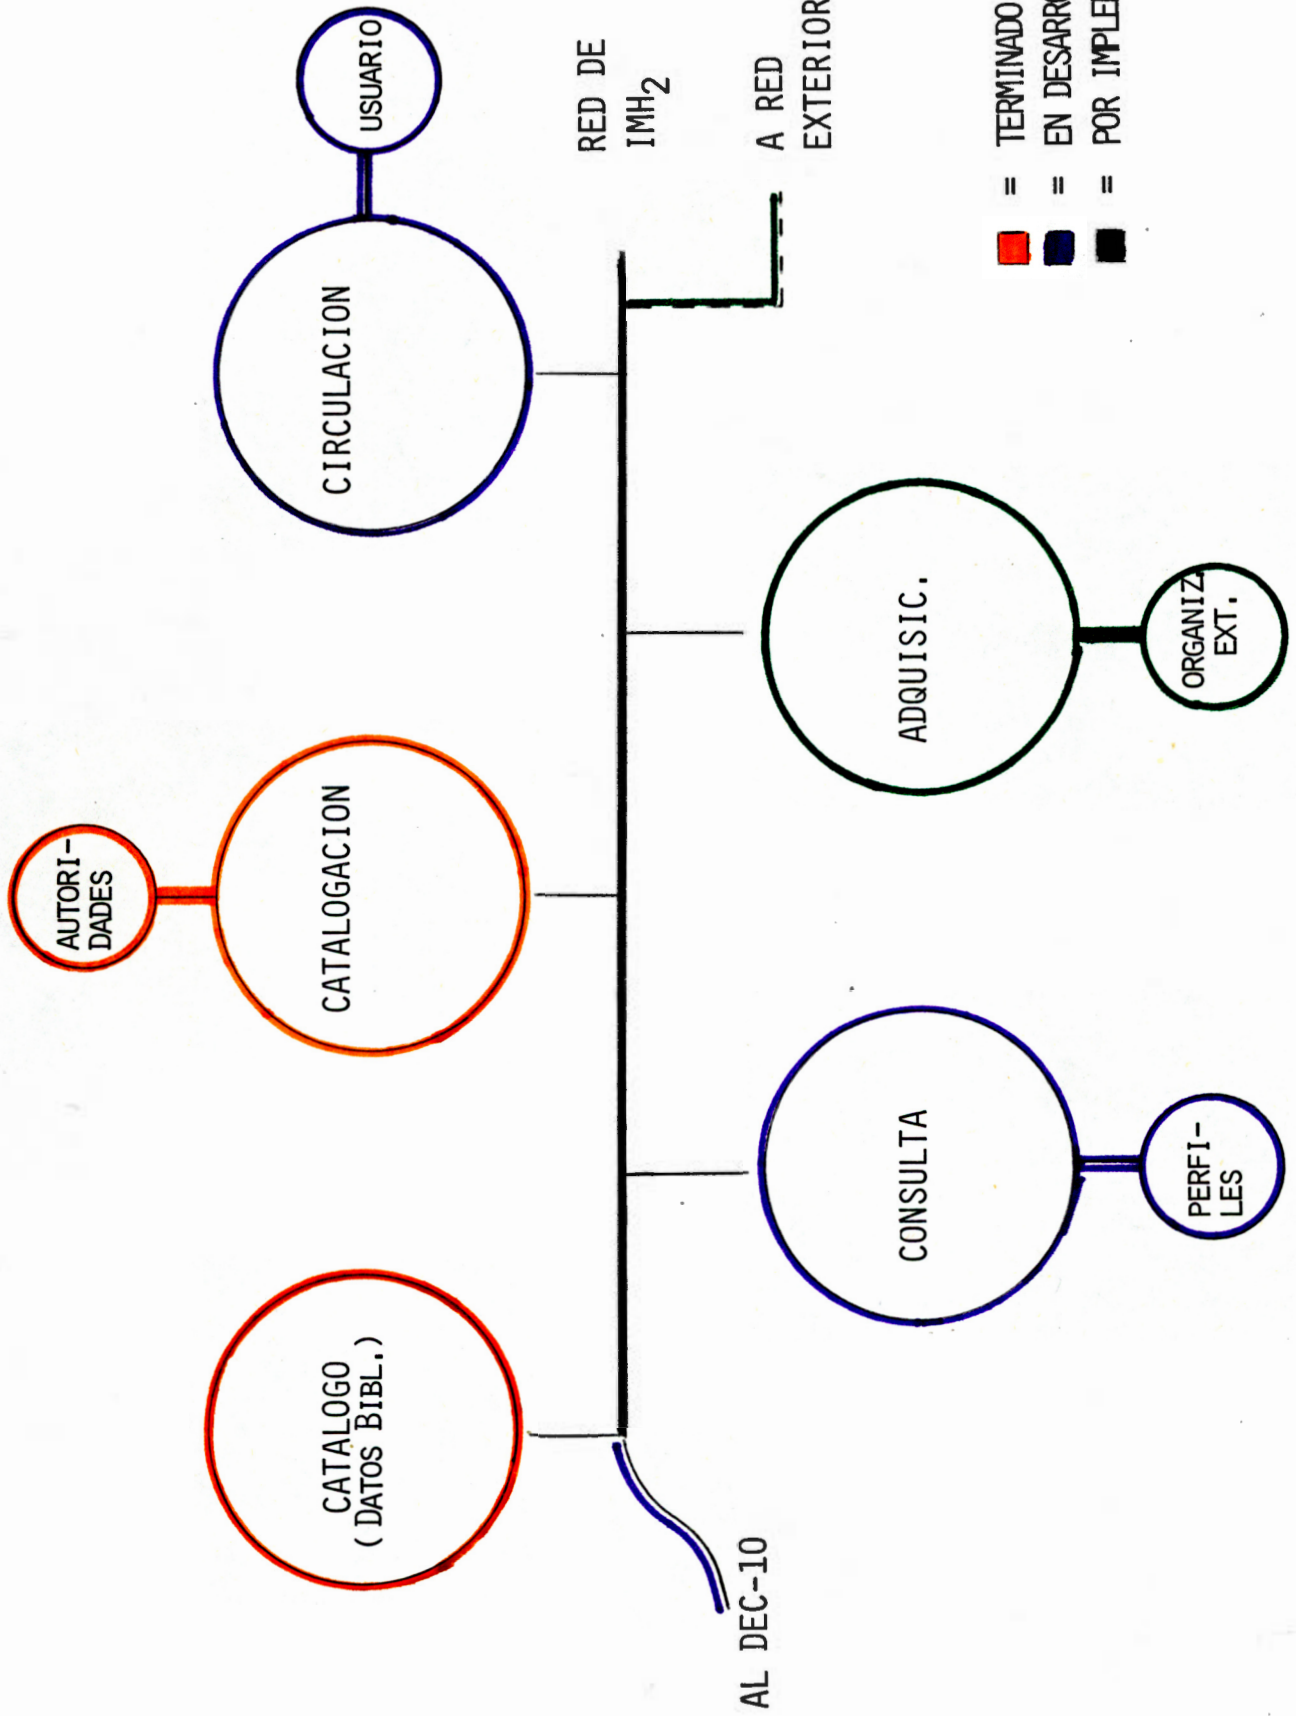 AUTORI-
DADES
CATALOGO
(DATOS BIBL.)
CATALOGACION
CIRCULACION
USUARIO
RED DE
IMH2
AL DEC-10
A RED
EXTERIOR
CONSULTA
ADQUISIC.
= TERMINADO
= EN DESARR
= POR IMPLE
PERFI-
LES
ORGANIZ.
EXT.